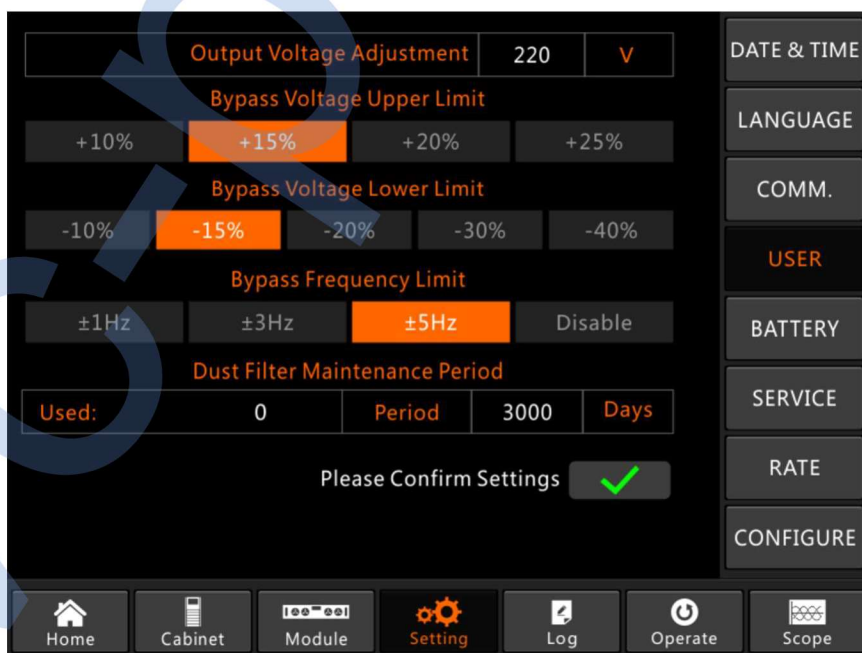 Output Voltage Adjustment 220 V
Bypass Voltage Upper Limit
+10% +15% +20% +25%
Bypass Voltage Lower Limit
-10% -15% -20% -30% -40%
Bypass Frequency Limit
±1Hz ±3Hz ±5Hz Disable
Dust Filter Maintenance Period
Used: 0 Period 3000 Days
Please Confirm Settings
DATE & TIME
LANGUAGE
COMM.
USER
BATTERY
SERVICE
RATE
CONFIGURE
Home Cabinet Module Setting Log Operate Scope